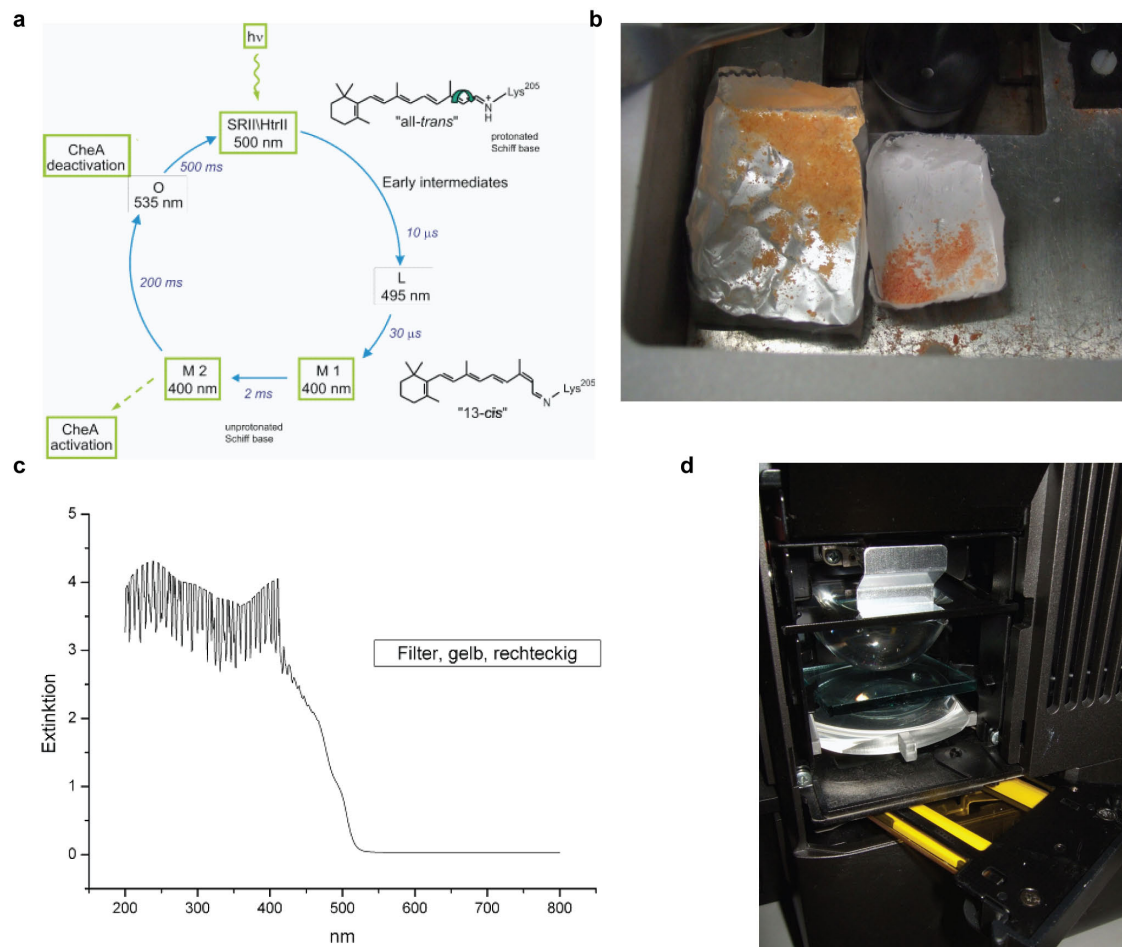 a
hν
SRII\HtrII
500 nm
Lys205
N
+
H
"all-trans"
protonated
Schiff base
CheA
deactivation
500 ms
O
535 nm
Early intermediates
10 µs
L
495 nm
200 ms
30 µs
M 2
400 nm
2 ms
M 1
400 nm
Lys205
N
"13-cis"
unprotonated
Schiff base
CheA
activation
b
c
5
4
3
2
1
0
Extinktion
Filter, gelb, rechteckig
200 300 400 500 600 700 800
nm
d